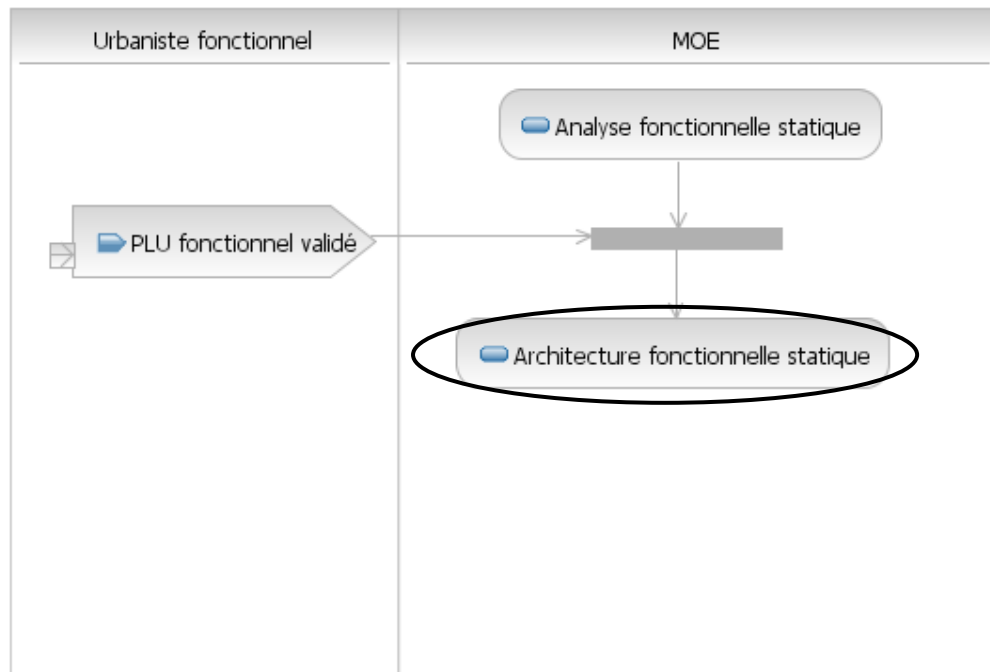 Urbaniste fonctionnel
MOE
Analyse fonctionnelle statique
PLU fonctionnel validé
Architecture fonctionnelle statique